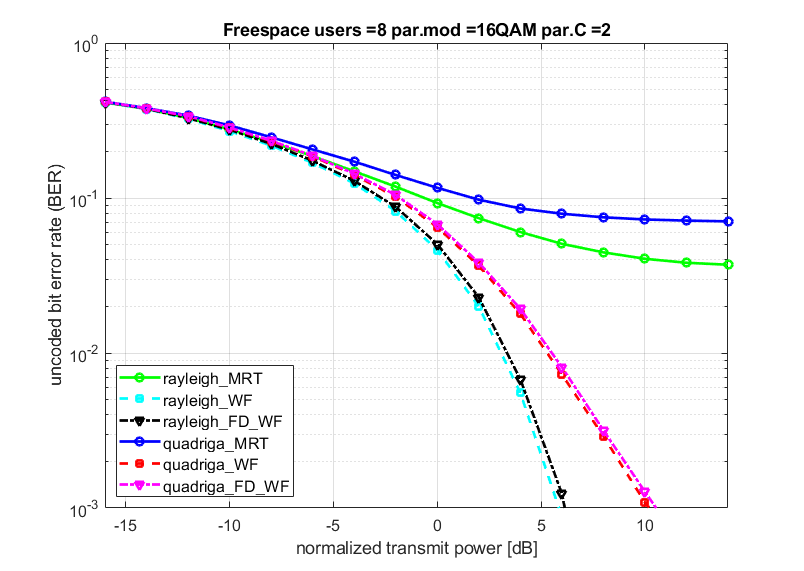 Freespace users =8 par.mod =16QAM par.C =2
10^0
10^-1
10^-2
10^-3
uncoded bit error rate (BER)
rayleigh_MRT
rayleigh_WF
rayleigh_FD_WF
quadriga_MRT
quadriga_WF
quadriga_FD_WF
-15 -10 -5 0 5 10
normalized transmit power [dB]